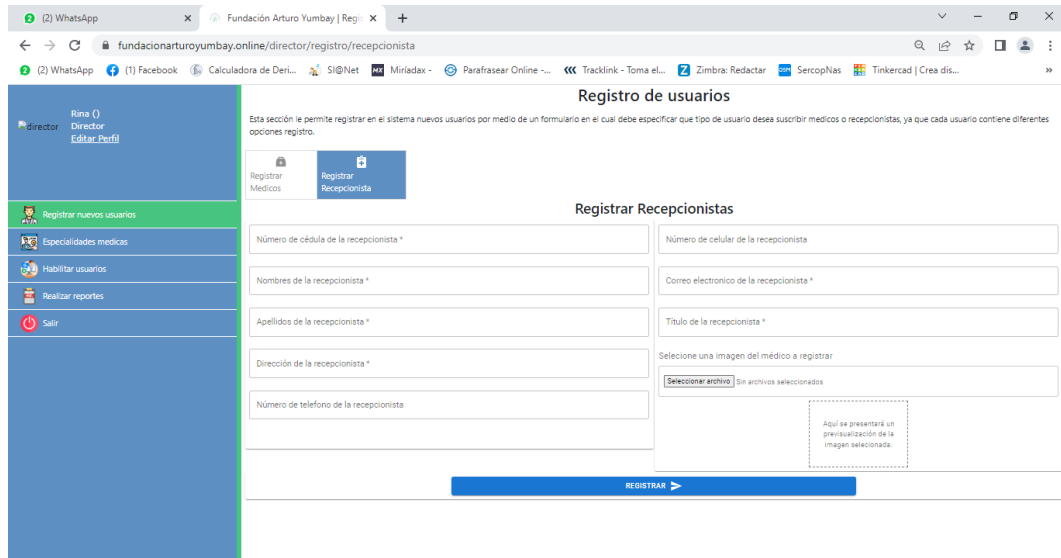 (2) WhatsApp
Fundación Arturo Yumbay | Regis
fundacionarturoyumbay.online/director/registro/recepcionista
(2) WhatsApp
(1) Facebook
Calculadora de Deri...
SI@Net
Miríadax -
Parafrasear Online -...
Tracklink - Toma el...
Zimbra: Redactar
SercopNas
Tinkercad | Crea dis...
director
Rina ()
Director
Editar Perfil
Registrar nuevos usuarios
Especialidades medicas
Habilitar usuarios
Realizar reportes
Salir
Registro de usuarios
Esta sección le permite registrar en el sistema nuevos usuarios por medio de un formulario en el cual debe especificar que tipo de usuario desea suscribir medicos o recepcionistas, ya que cada usuario contiene diferentes
opciones registro.
Registrar
Medicos
Registrar
Recepcionista
Registrar Recepcionistas
Número de cédula de la recepcionista *
Nombres de la recepcionista *
Apellidos de la recepcionista *
Dirección de la recepcionista *
Número de telefono de la recepcionista
Número de celular de la recepcionista
Correo electronico de la recepcionista *
Título de la recepcionista *
Selecione una imagen del médico a registrar
Seleccionar archivo Sin archivos seleccionados
Aquí se presentará un
previsualización de la
imagen selecionada.
REGISTRAR